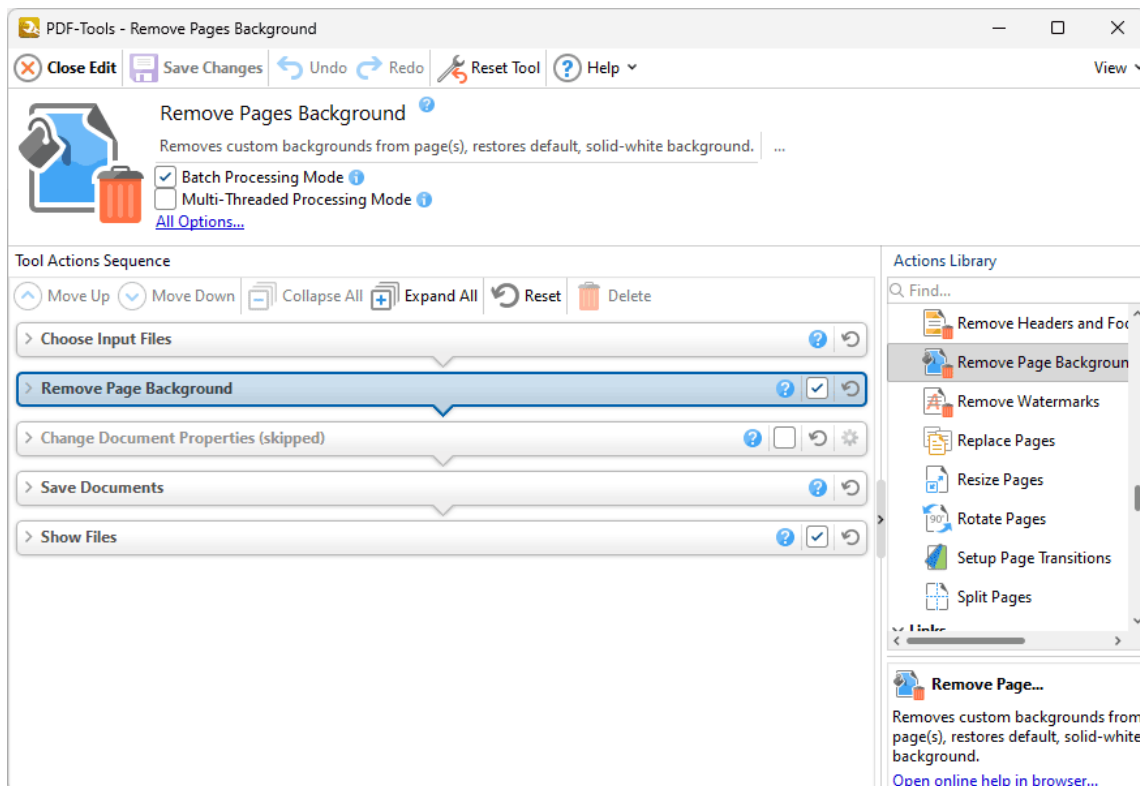 PDF-Tools - Remove Pages Background
Close Edit Save Changes Undo Redo Reset Tool Help View
Remove Pages Background
Removes custom backgrounds from page(s), restores default, solid-white background. ...
Batch Processing Mode
Multi-Threaded Processing Mode
All Options...
Tool Actions Sequence
Move Up Move Down Collapse All Expand All Reset Delete
Choose Input Files
Remove Page Background
Change Document Properties (skipped)
Save Documents
Show Files
Actions Library
Find...
Remove Headers and Foo
Remove Page Backgroun
Remove Watermarks
Replace Pages
Resize Pages
90°
Rotate Pages
Setup Page Transitions
Split Pages
Links
Remove Page...
Removes custom backgrounds from
page(s), restores default, solid-white
background.
Open online help in browser...